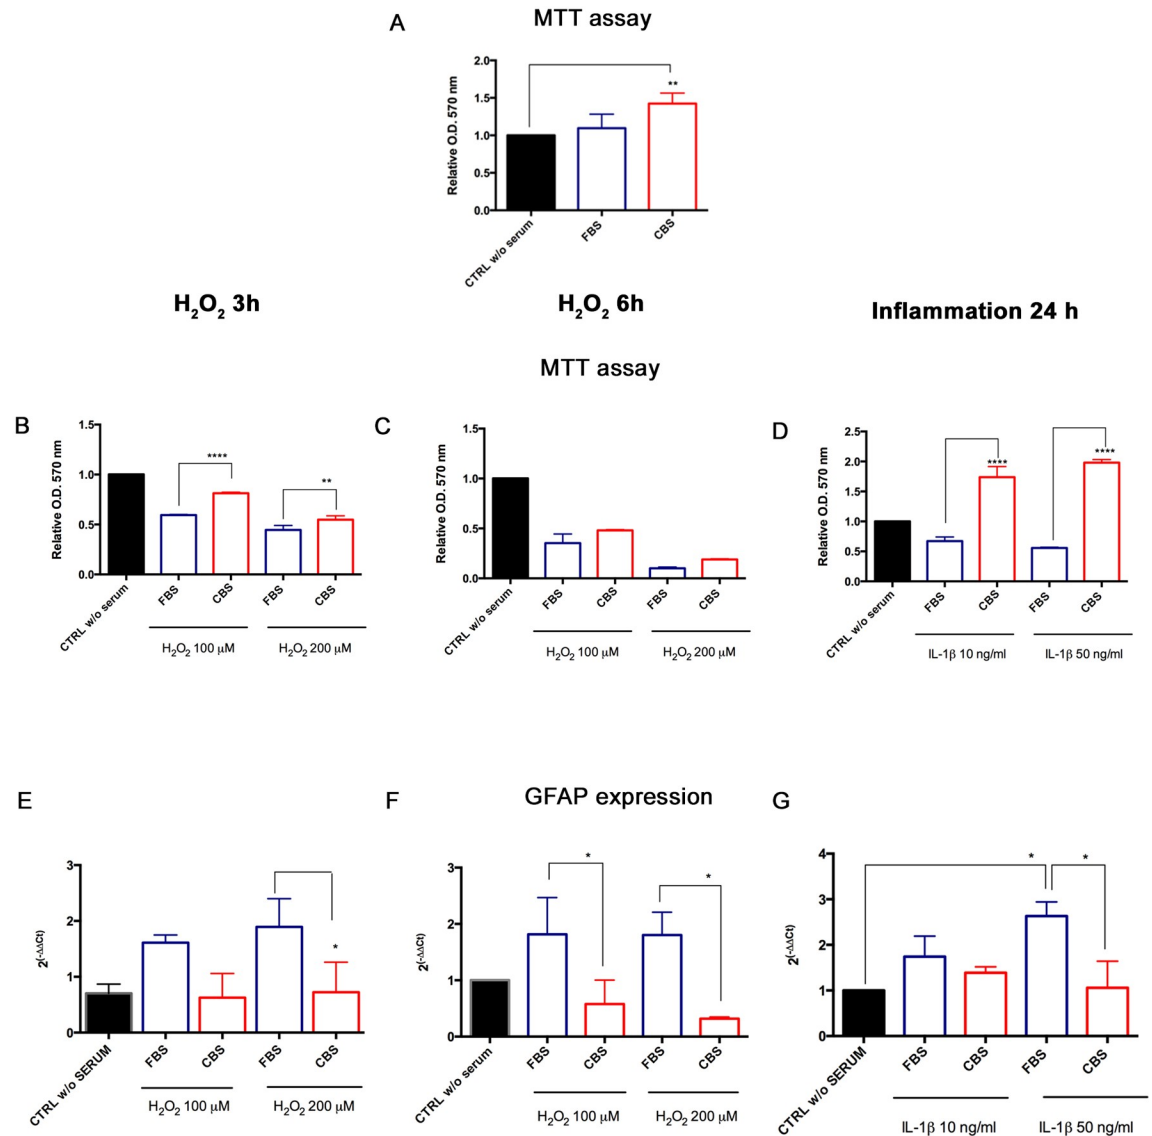 A
MTT assay
Relative O.D. 570 nm
2.0
1.5
1.0
0.5
0.0
**
CTRL w/o serum
FBS
CBS
H₂O₂ 3h
H₂O₂ 6h
Inflammation 24 h
MTT assay
B
Relative O.D. 570 nm
1.5
1.0
0.5
0.0
****
**
CTRL w/o serum
FBS
CBS
FBS
CBS
H₂O₂ 100 μM
H₂O₂ 200 μM
C
Relative O.D. 570 nm
1.5
1.0
0.5
0.0
CTRL w/o serum
FBS
CBS
FBS
CBS
H₂O₂ 100 μM
H₂O₂ 200 μM
D
Relative O.D. 570 nm
2.5
2.0
1.5
1.0
0.5
0.0
****
****
CTRL w/o serum
FBS
CBS
FBS
CBS
IL-1β 10 ng/ml
IL-1β 50 ng/ml
GFAP expression
E
2(-ΔΔCt)
3
2
1
0
*
CTRL w/o SERUM
FBS
CBS
FBS
CBS
H₂O₂ 100 μM
H₂O₂ 200 μM
F
2(-ΔΔCt)
3
2
1
0
*
*
CTRL w/o serum
FBS
CBS
FBS
CBS
H₂O₂ 100 μM
H₂O₂ 200 μM
G
2(-ΔΔCt)
4
3
2
1
0
*
*
CTRL w/o SERUM
FBS
CBS
FBS
CBS
IL-1β 10 ng/ml
IL-1β 50 ng/ml